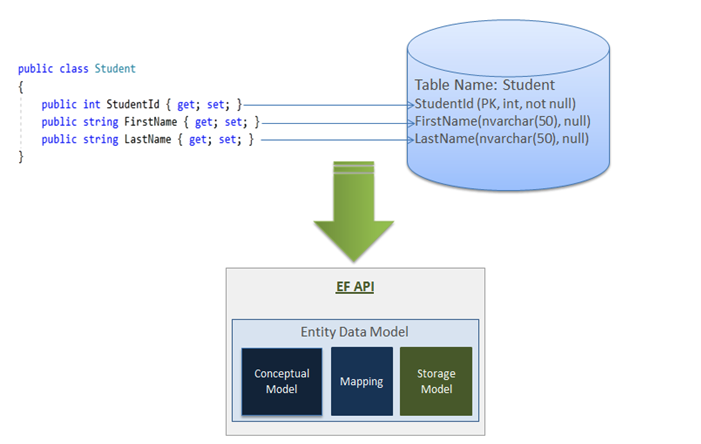 public class Student
{
public int StudentId { get; set; }
public string FirstName { get; set; }
public string LastName { get; set; }
}
Table Name: Student
StudentId (PK, int, not null)
FirstName(nvarchar(50), null)
LastName(nvarchar(50), null)
EF API
Entity Data Model
Conceptual
Model
Mapping
Storage
Model